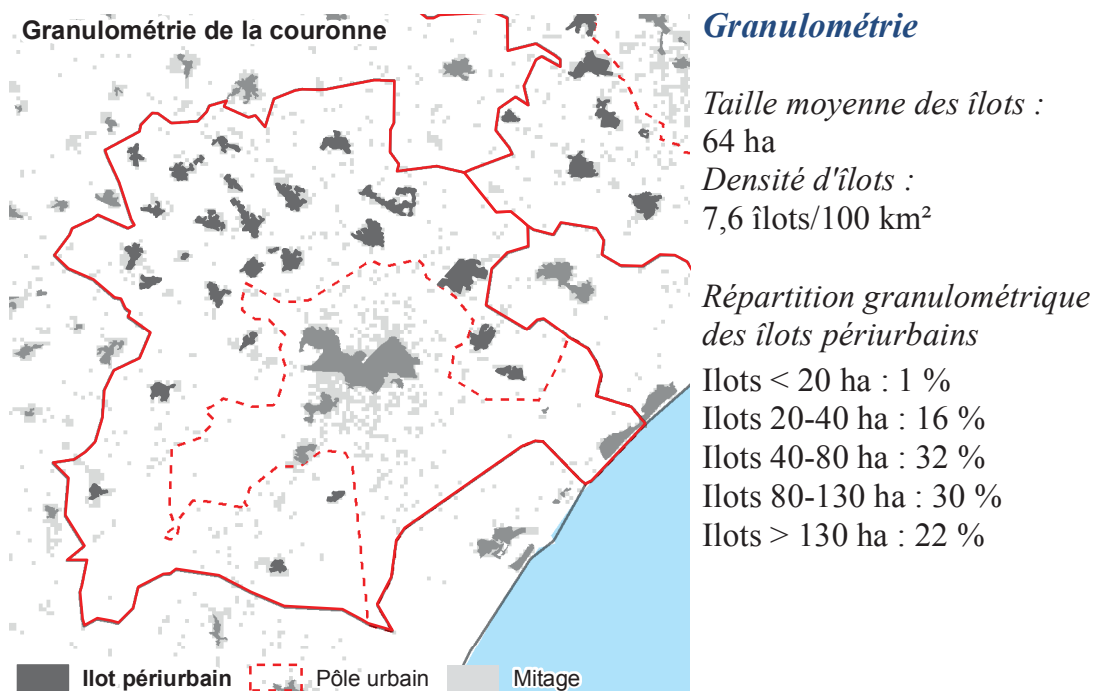 Granulométrie de la couronne
Ilot périurbain
Pôle urbain
Mitage
Granulométrie
Taille moyenne des îlots :
64 ha
Densité d'îlots :
7,6 îlots/100 km²
Répartition granulométrique
des îlots périurbains
Ilots < 20 ha : 1 %
Ilots 20-40 ha : 16 %
Ilots 40-80 ha : 32 %
Ilots 80-130 ha : 30 %
Ilots > 130 ha : 22 %